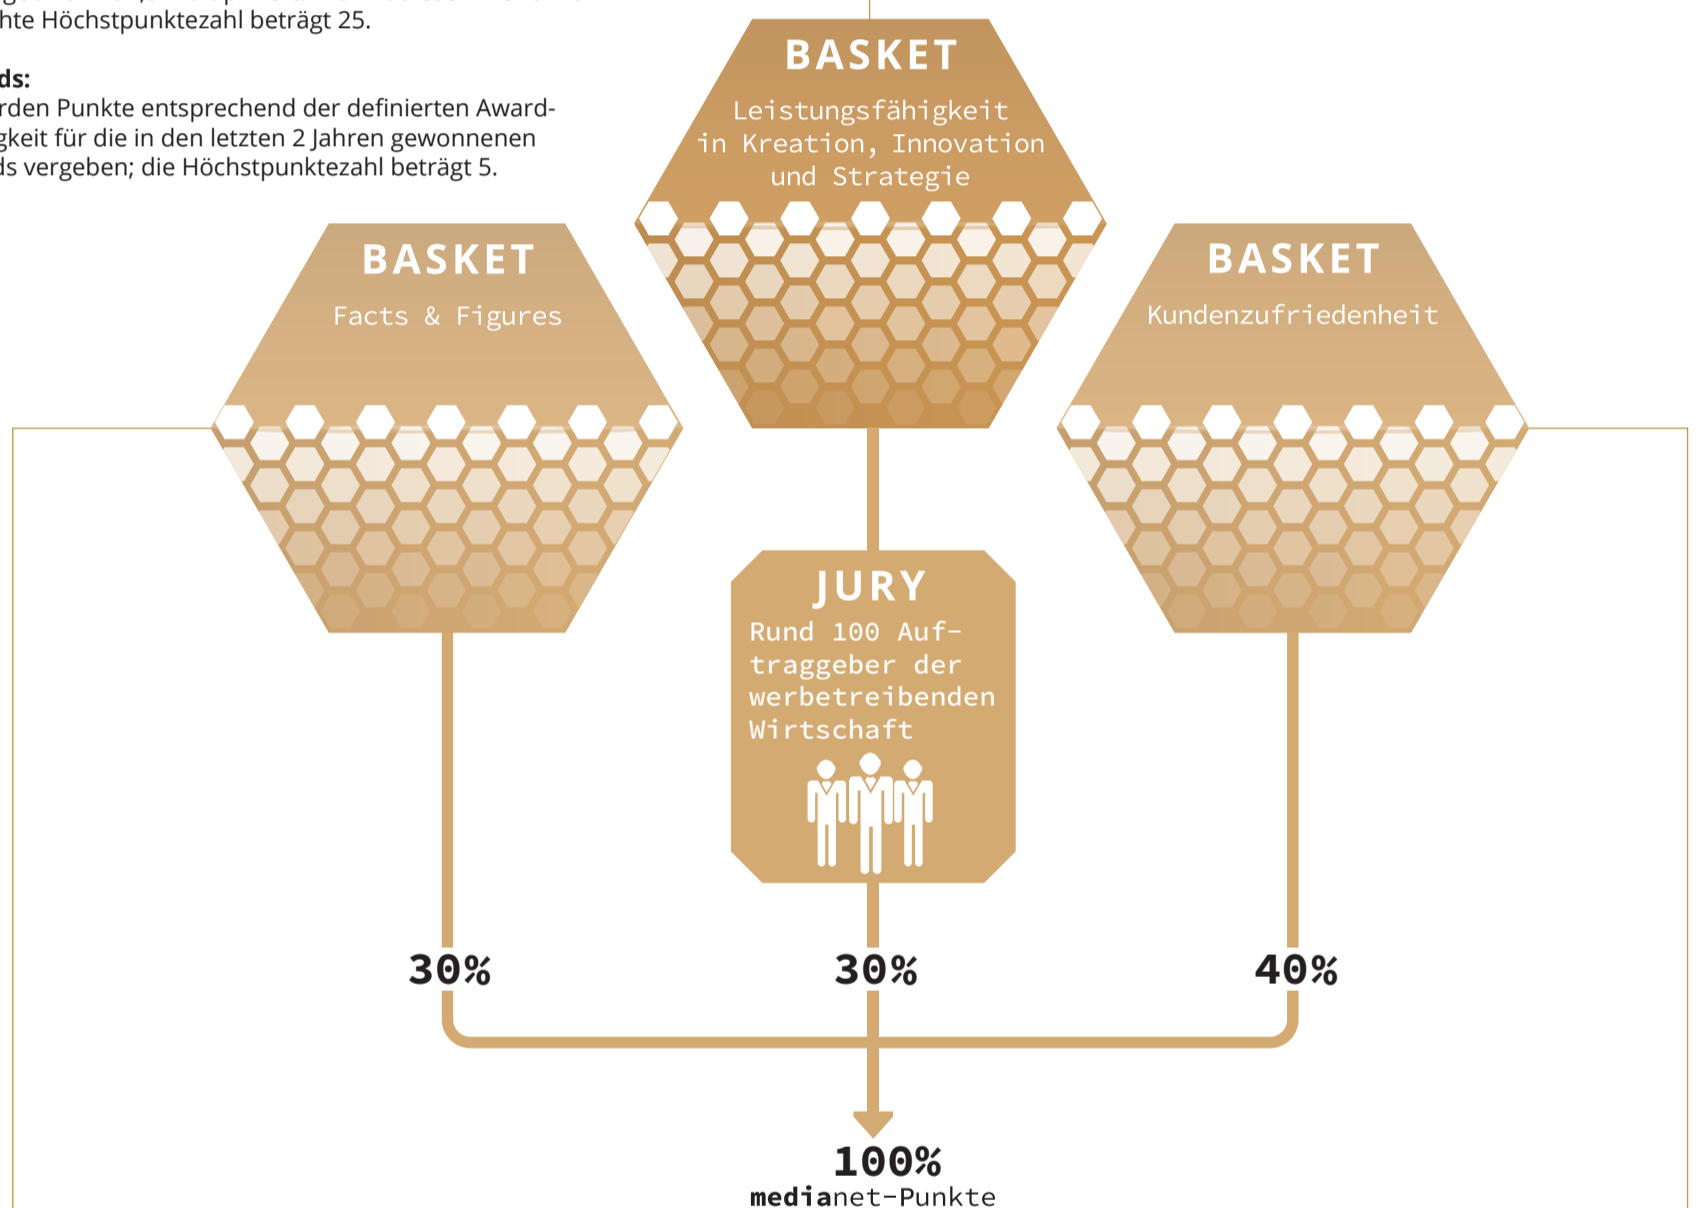 hte Höchstpunktezahl beträgt 25.
ds:
rden Punkte entsprechend der definierten Award-
gkeit für die in den letzten 2 Jahren gewonnenen
ds vergeben; die Höchstpunktezahl beträgt 5.
BASKET
Leistungsfähigkeit
in Kreation, Innovation
und Strategie
BASKET
Facts & Figures
BASKET
Kundenzufriedenheit
JURY
Rund 100 Auf-
traggeber der
werbetreibenden
Wirtschaft
30%
30%
40%
100%
medianet-Punkte